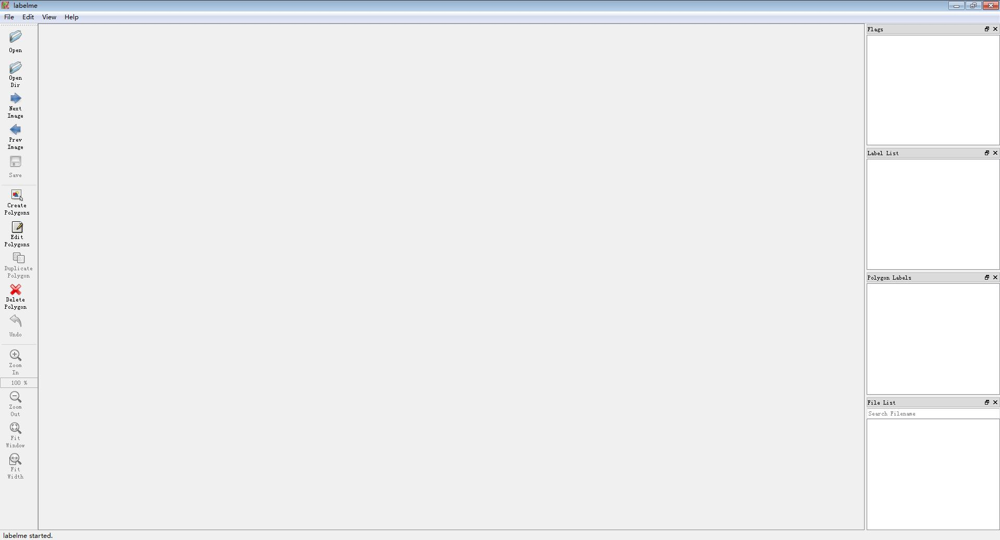 labelme
File Edit View Help
Open
Open
Dir
Next
Image
Prev
Image
Save
Create
Polygons
Edit
Polygons
Duplicate
Polygon
Delete
Polygon
Undo
Zoom
In
100 %
Zoom
Out
Fit
Window
Fit
Width
Flags
Label List
Polygon Labels
File List
Search Filename
labelme started.